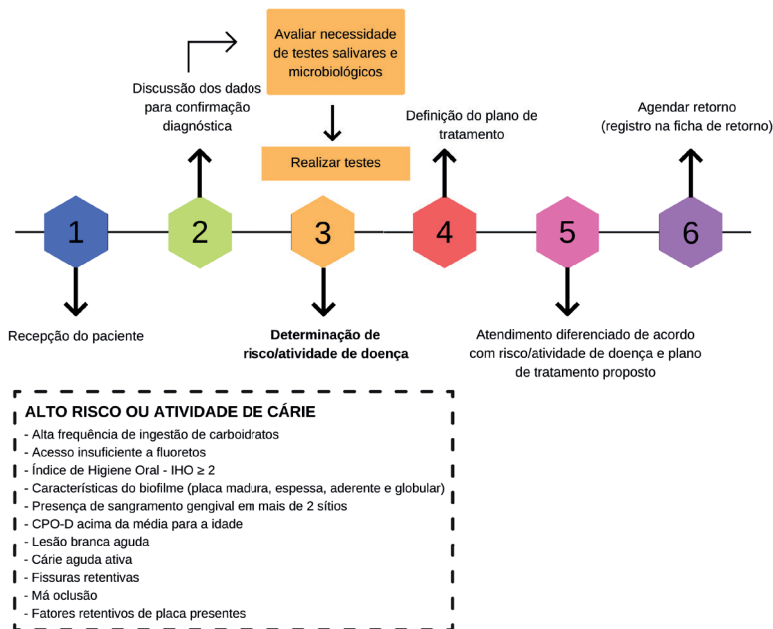 Avaliar necessidade
de testes salivares e
microbiológicos
Discussão dos dados
para confirmação
diagnóstica
Realizar testes
Definição do plano de
tratamento
Agendar retorno
(registro na ficha de retorno)
1
2
3
4
5
6
Recepção do paciente
Determinação de
risco/atividade de doença
Atendimento diferenciado de acordo
com risco/atividade de doença e plano
de tratamento proposto
ALTO RISCO OU ATIVIDADE DE CÁRIE
- Alta frequência de ingestão de carboidratos
- Acesso insuficiente a fluoretos
- Índice de Higiene Oral - IHO ≥ 2
- Características do biofilme (placa madura, espessa, aderente e globular)
- Presença de sangramento gengival em mais de 2 sítios
- CPO-D acima da média para a idade
- Lesão branca aguda
- Cárie aguda ativa
- Fissuras retentivas
- Má oclusão
- Fatores retentivos de placa presentes